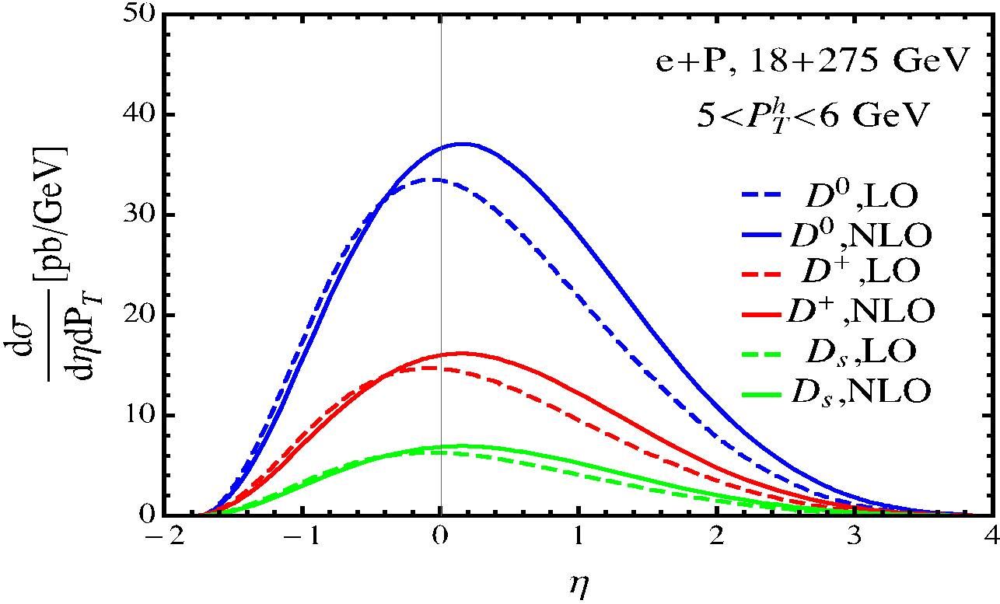 50
40
30
20
10
0
−2
−1
0
1
2
3
4
dσ
dηdP_T
[pb/GeV]
η
e+P, 18+275 GeV
5<P_T^h<6 GeV
D^0,LO
D^0,NLO
D^+,LO
D^+,NLO
D_s,LO
D_s,NLO